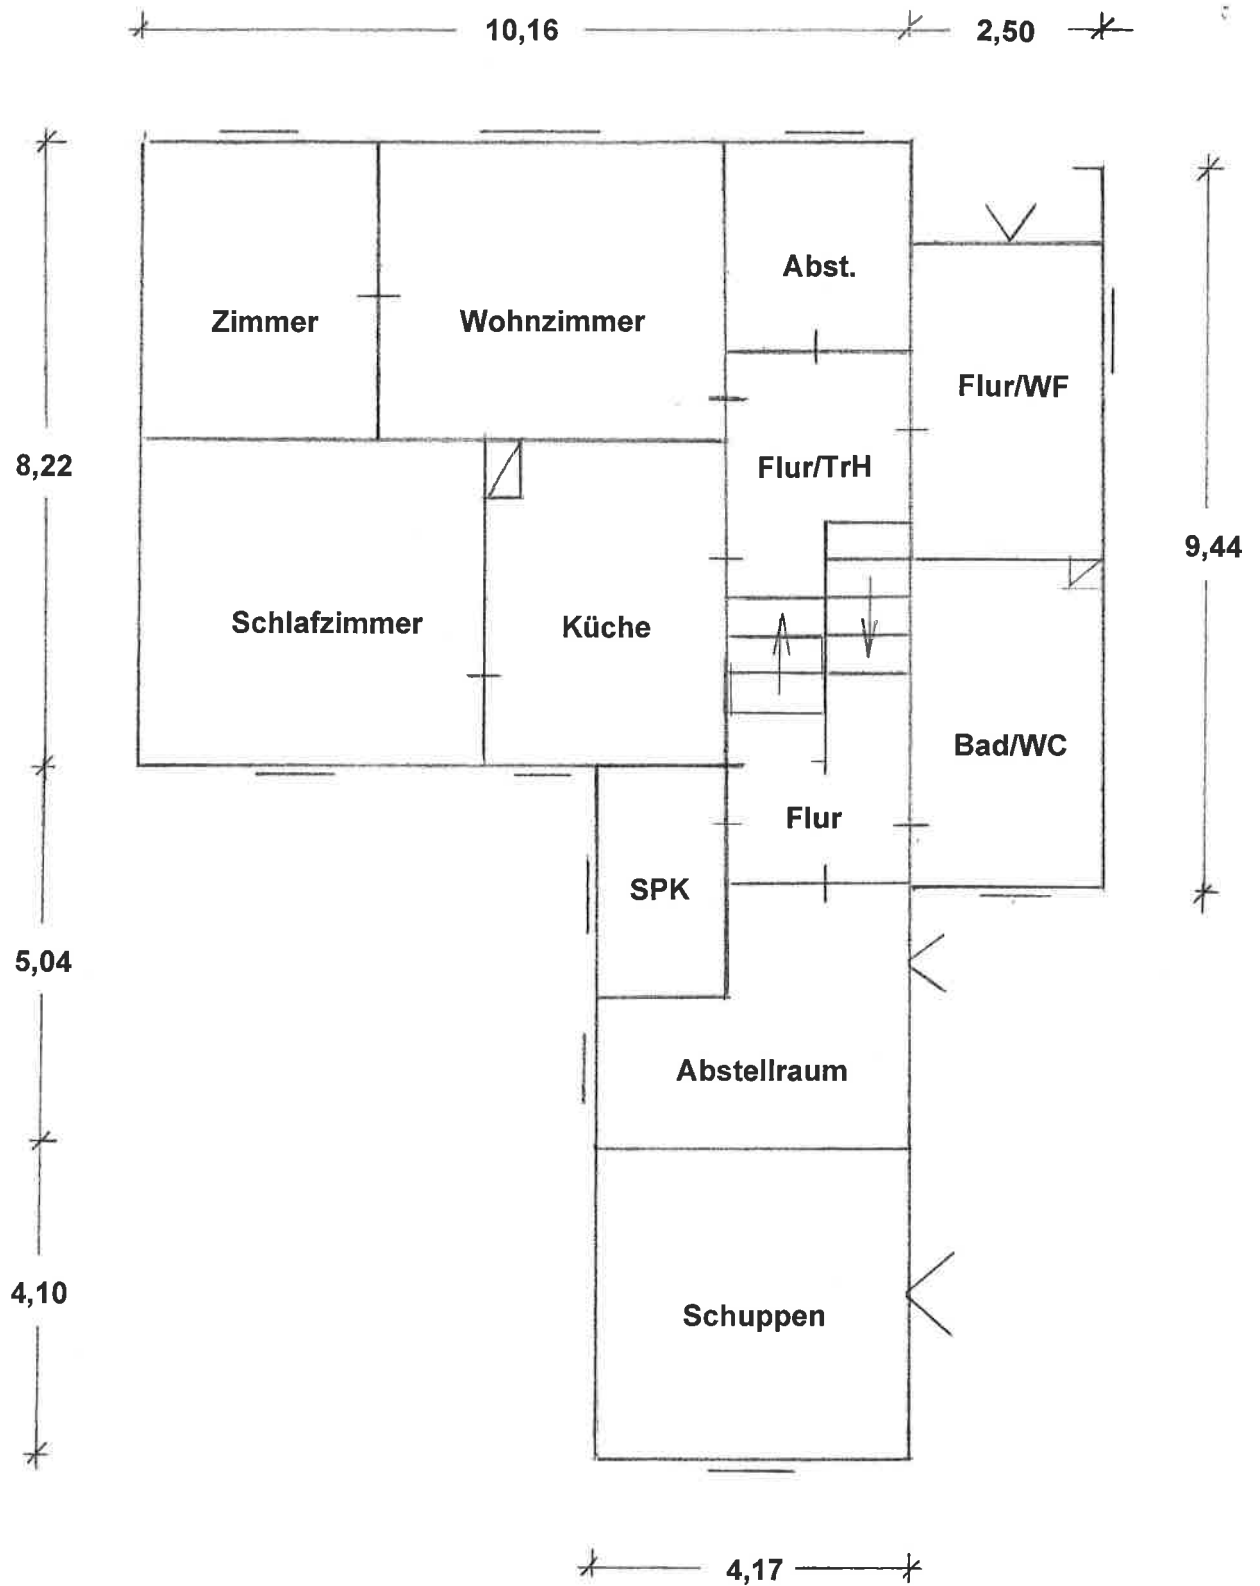 10,16
2,50
Abst.
Zimmer
Wohnzimmer
Flur/WF
8,22
Flur/TrH
9,44
Schlafzimmer
Küche
Bad/WC
Flur
SPK
5,04
Abstellraum
4,10
Schuppen
4,17